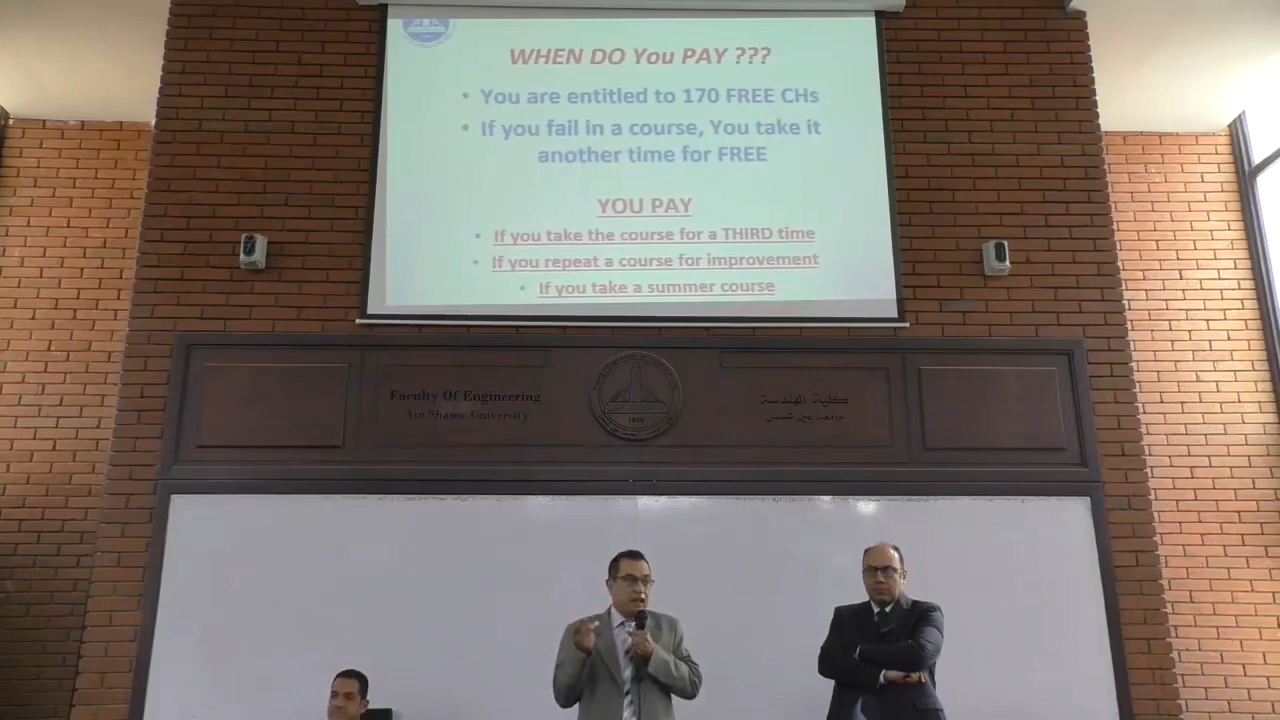 WHEN DO You PAY ???
• You are entitled to 170 FREE CHs
• If you fail in a course, You take it
another time for FREE
YOU PAY
• If you take the course for a THIRD time
• If you repeat a course for improvement
• If you take a summer course
Faculty Of Engineering
Ain Shams University
كلية الهندسة
جامعة عين شمس